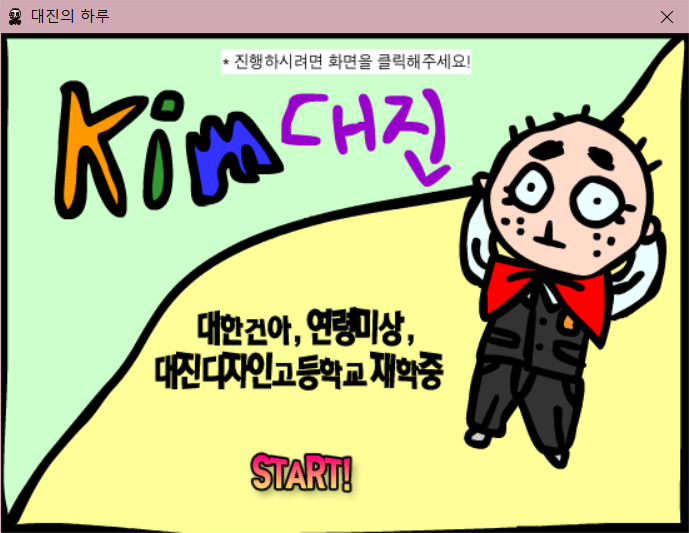 대진의 하루
* 진행하시려면 화면을 클릭해주세요!
Kim 대진
대한건아, 연령미상,
대진디자인고등학교 재학중
START!